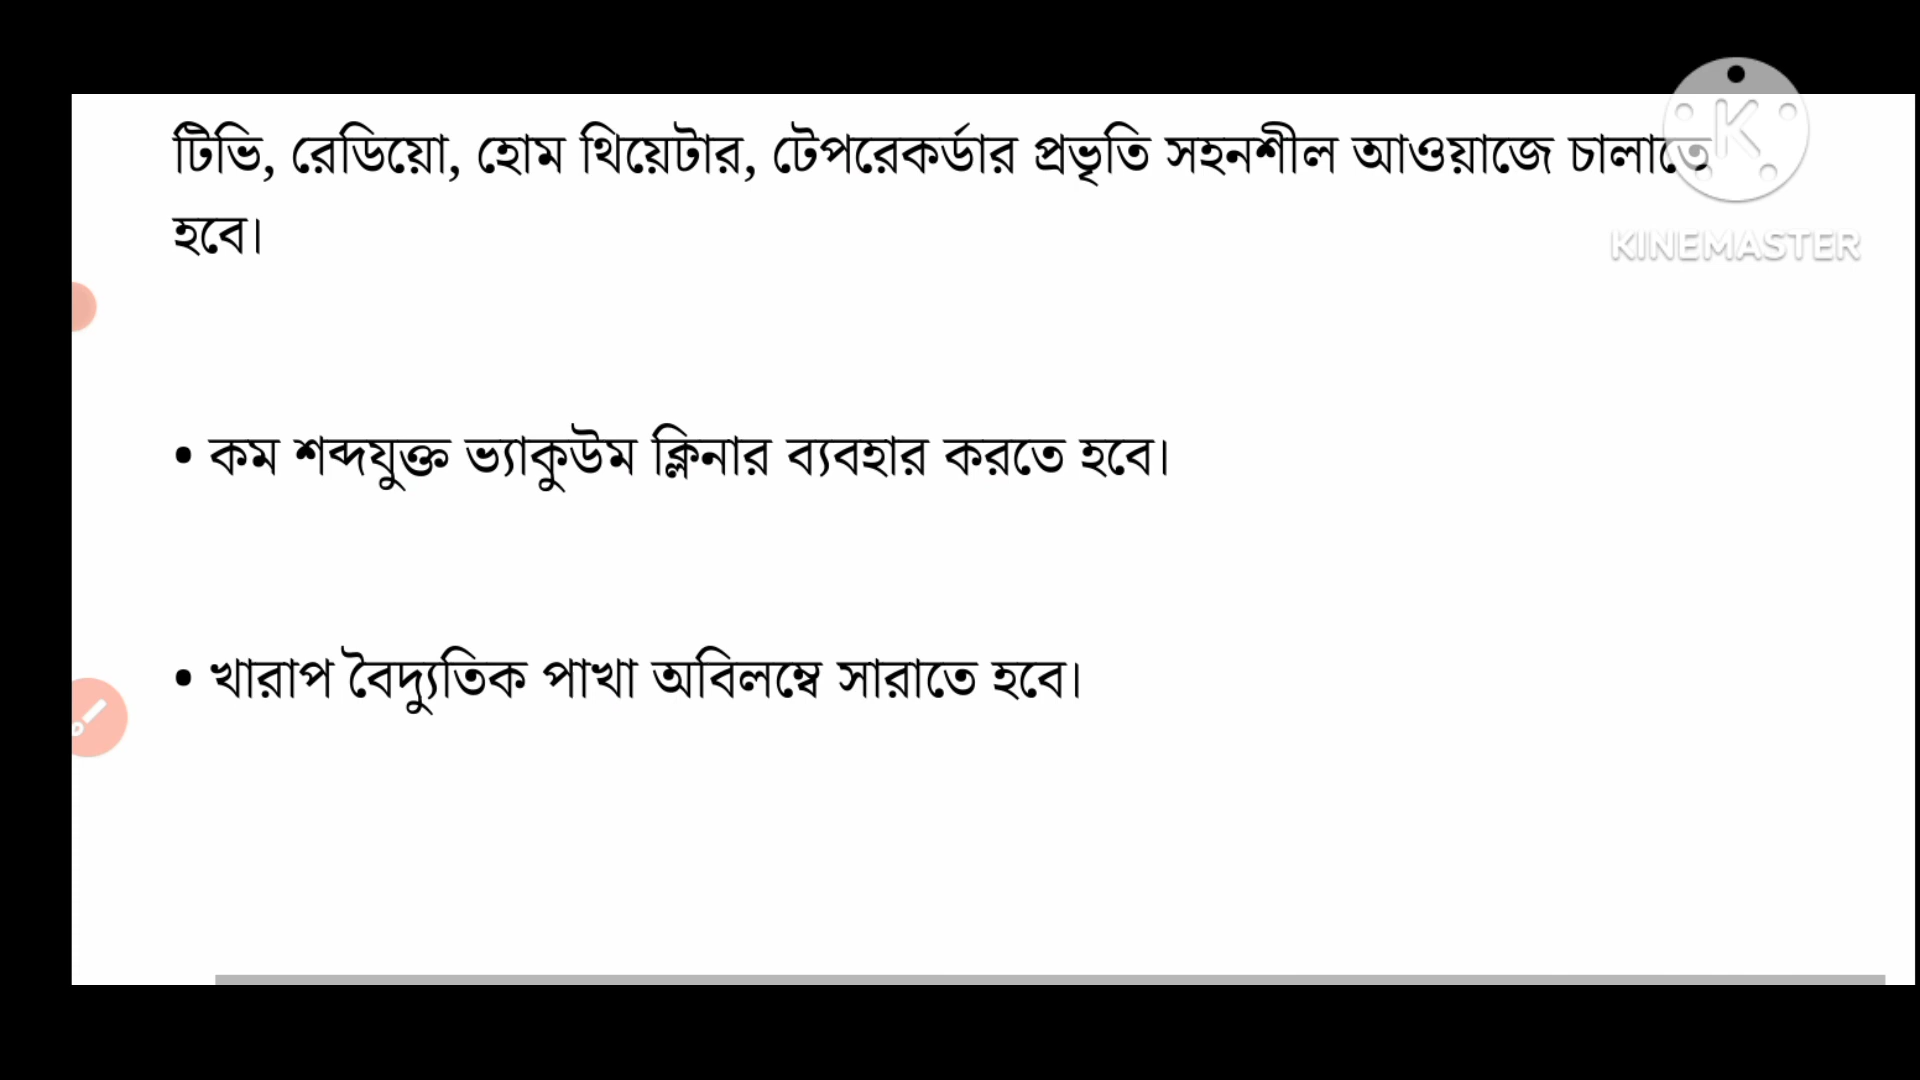 টিভি, রেডিয়ো, হোম থিয়েটার, টেপরেকর্ডার প্রভৃতি সহনশীল আওয়াজে চালাতে
হবে।
KINEMASTER
• কম শব্দযুক্ত ভ্যাকুউম ক্লিনার ব্যবহার করতে হবে।
• খারাপ বৈদ্যুতিক পাখা অবিলম্বে সারাতে হবে।